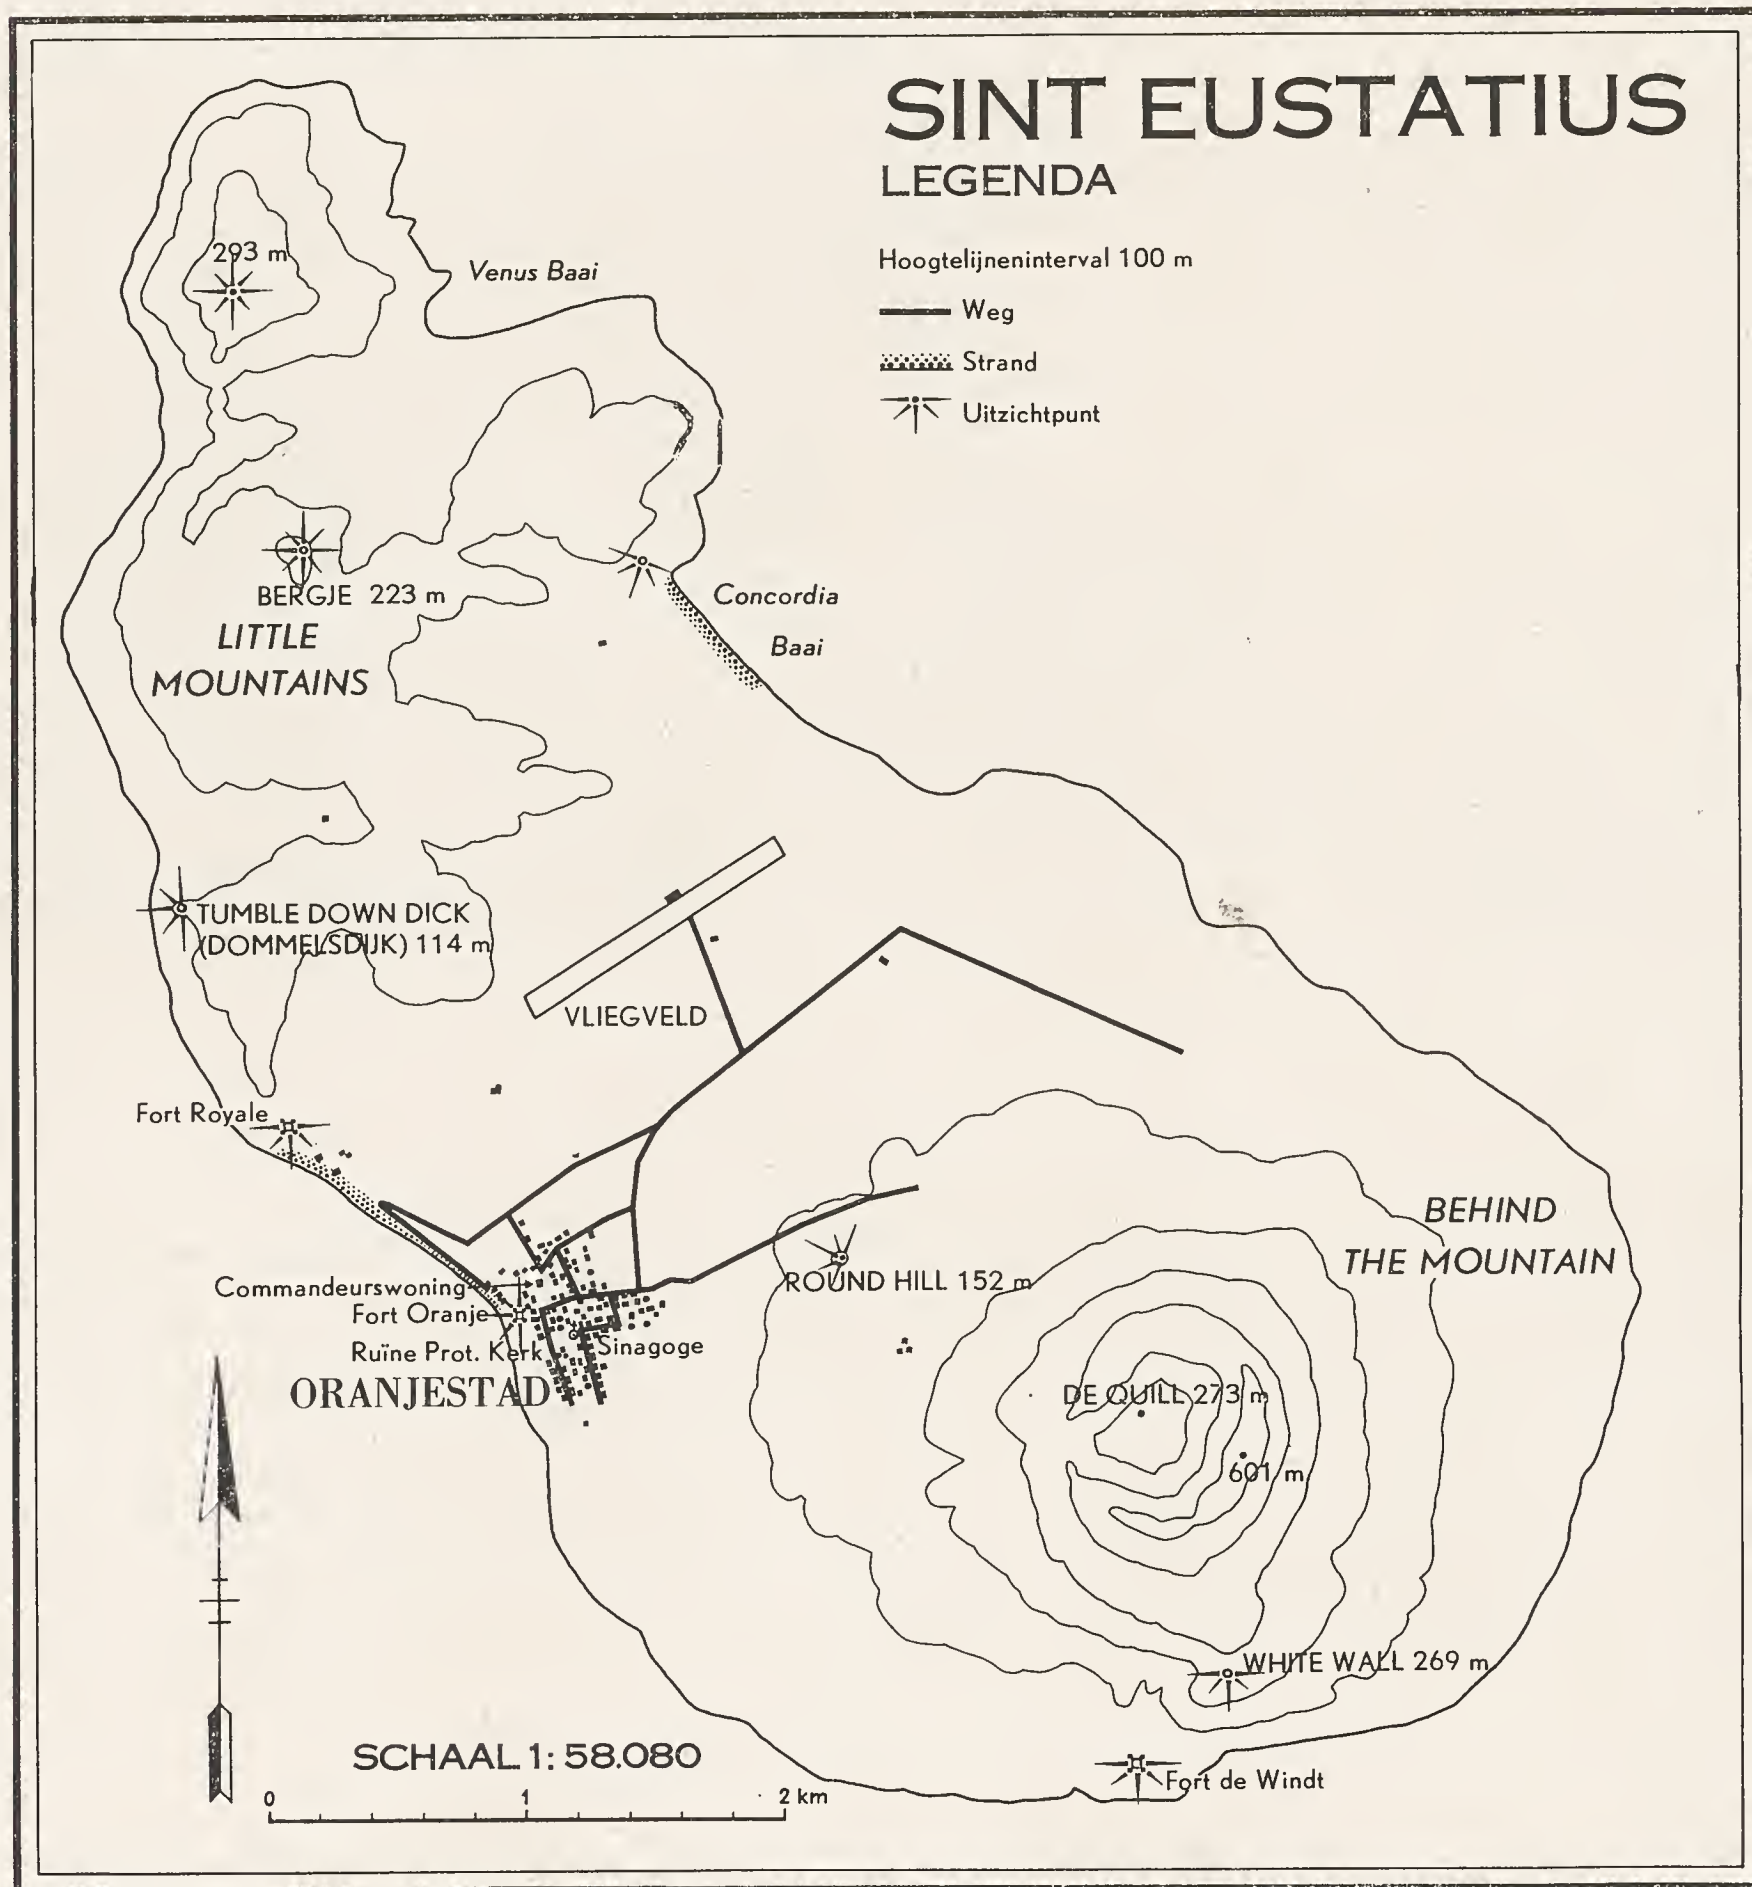 SINT EUSTATIUS
LEGENDA
Hoogtelijneninterval 100 m
Weg
Strand
Uitzichtpunt
293 m
Venus Baai
BERGJE 223 m
LITTLE
MOUNTAINS
Concordia
Baai
TUMBLE DOWN DICK
(DOMMELSDIJK) 114 m
VLIEGVELD
Fort Royale
BEHIND
THE MOUNTAIN
ROUND HILL 152 m
Commandeurswoning
Fort Oranje
Ruïne Prot. Kerk
Sinagoge
ORANJESTAD
DE QUILL 273 m
601 m
WHITE WALL 269 m
Fort de Windt
SCHAAL 1: 58.080
0 1 2 km